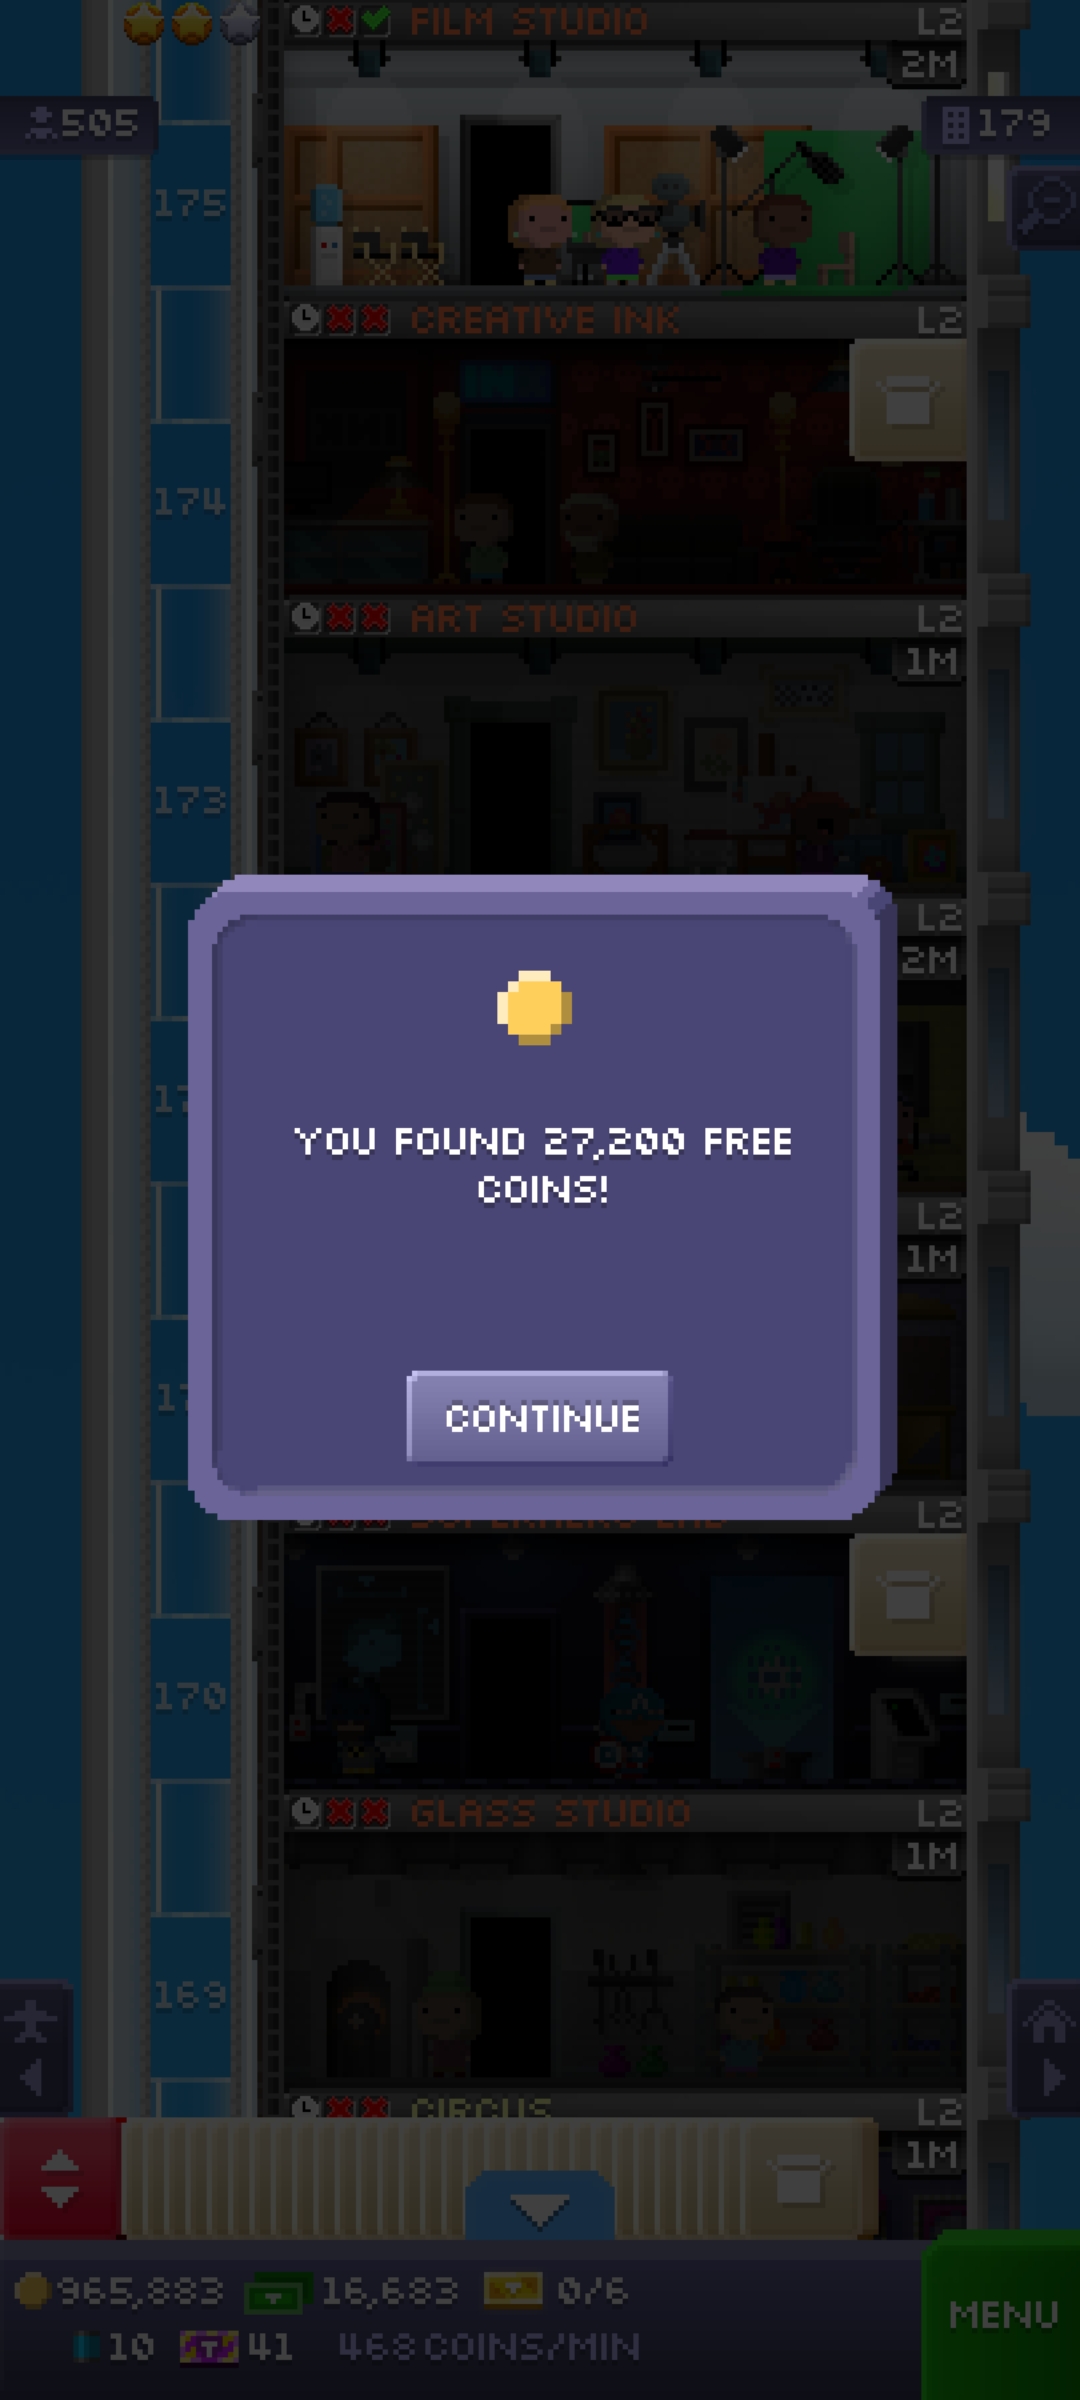 FILM STUDIO L2
2M
505
179
175
CREATIVE INK L2
174
ART STUDIO L2
1M
173
L2
2M
YOU FOUND 27,200 FREE
COINS!
L2
1M
CONTINUE
L2
170
GLASS STUDIO L2
1M
169
CIRCUS L2
1M
965,883 16,683 0/6
MENU
10 41 468 COINS/MIN